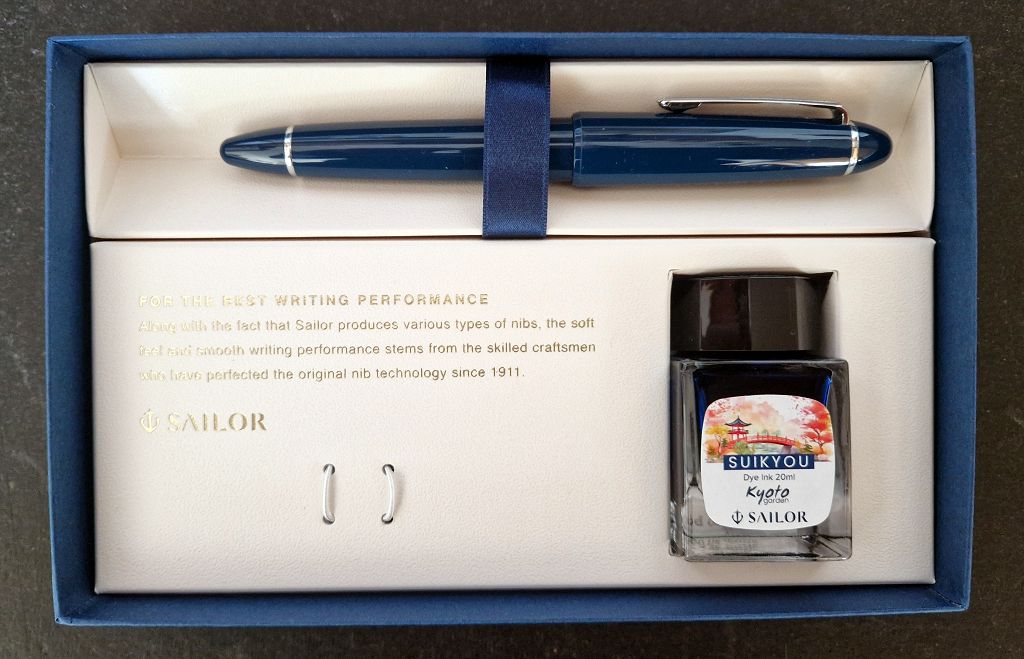 FOR THE BEST WRITING PERFORMANCE
Along with the fact that Sailor produces various types of nibs, the soft
feel and smooth writing performance stems from the skilled craftsmen
who have perfected the original nib technology since 1911.
SAILOR
SUIKYOU
Dye Ink 20ml
Kyoto
garden
SAILOR